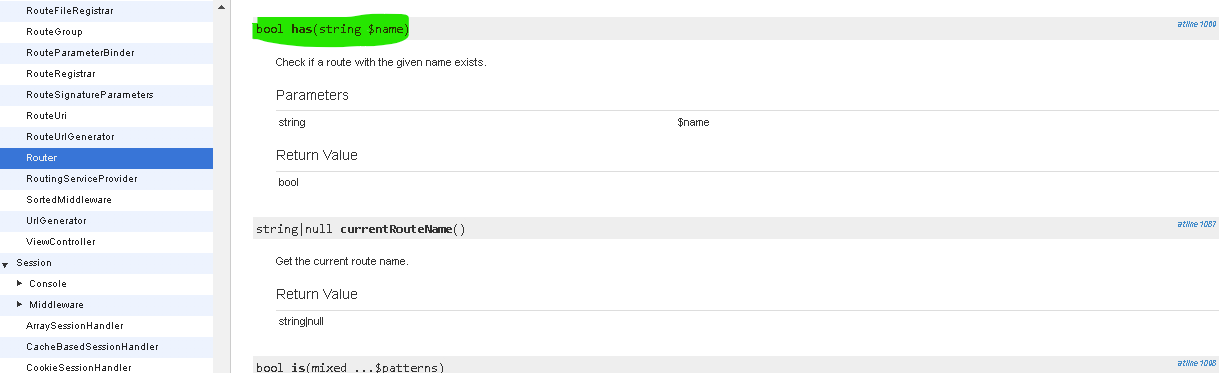 RouteFileRegistrar
RouteGroup
RouteParameterBinder
RouteRegistrar
RouteSignatureParameters
RouteUri
RouteUrlGenerator
Router
RoutingServiceProvider
SortedMiddleware
UrlGenerator
ViewController
Session
Console
Middleware
ArraySessionHandler
CacheBasedSessionHandler
CookieSessionHandler
bool has(string $name)
at line 1069
Check if a route with the given name exists.
Parameters
string $name
Return Value
bool
string|null currentRouteName()
at line 1087
Get the current route name.
Return Value
string|null
bool is(mixed ...$patterns)
at line 1098